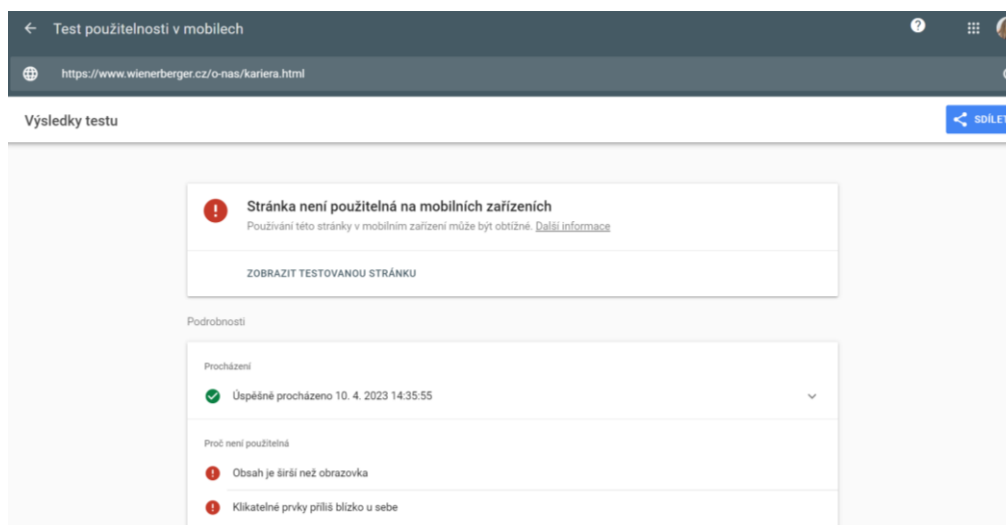 Test použitelnosti v mobilech
https://www.wienerberger.cz/o-nas/kariera.html
Výsledky testu
SDÍLET
Stránka není použitelná na mobilních zařízeních
Používání této stránky v mobilním zařízení může být obtížné. Další informace
ZOBRAZIT TESTOVANOU STRÁNKU
Podrobnosti
Procházení
Úspěšně procházeno 10. 4. 2023 14:35:55
Proč není použitelná
Obsah je širší než obrazovka
Klikatelné prvky příliš blízko u sebe